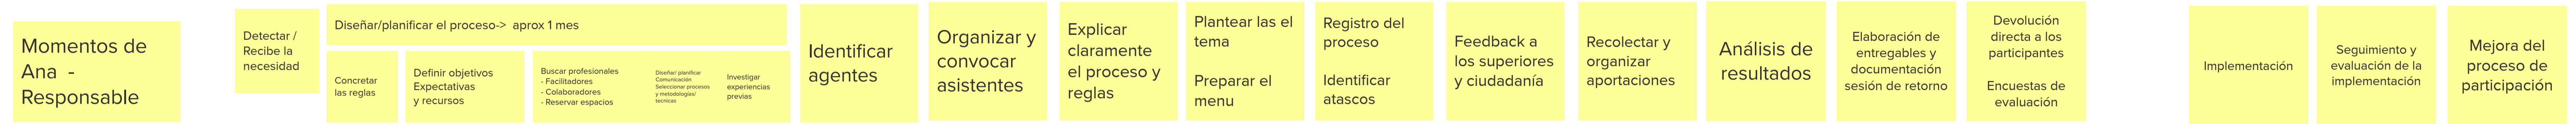 Momentos de
Ana -
Responsable
Detectar /
Recibe la
necesidad
Diseñar/planificar el proceso-> aprox 1 mes
Concretar
las reglas
Definir objetivos
Expectativas
y recursos
Buscar profesionales
- Facilitadores
- Colaboradores
- Reservar espacios
Diseñar/ planificar
Comunicación
Seleccionar procesos
y metodologías/
tecnicas
Investigar
experiencias
previas
Identificar
agentes
Organizar y
convocar
asistentes
Explicar
claramente
el proceso y
reglas
Plantear las el
tema
Preparar el
menu
Registro del
proceso
Identificar
atascos
Feedback a
los superiores
y ciudadanía
Recolectar y
organizar
aportaciones
Análisis de
resultados
Elaboración de
entregables y
documentación
sesión de retorno
Devolución
directa a los
participantes
Encuestas de
evaluación
Implementación
Seguimiento y
evaluación de la
implementación
Mejora del
proceso de
participación